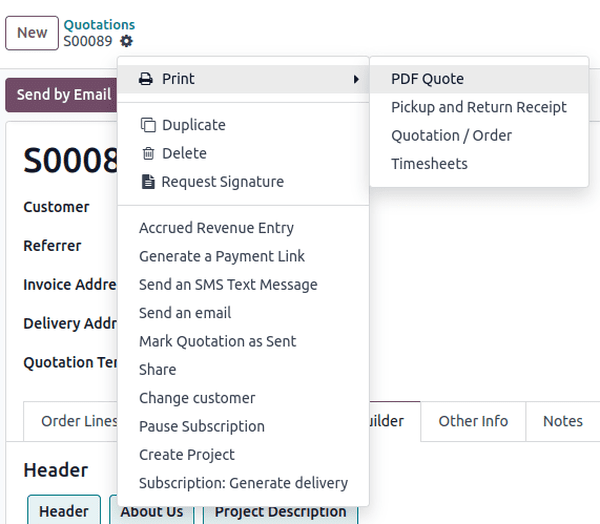 New
Quotations
S00089
Send by Email
Print
PDF Quote
Pickup and Return Receipt
Quotation / Order
Timesheets
Duplicate
Delete
Request Signature
S0008
Customer
Referrer
Invoice Addre
Delivery Addr
Quotation Te
Accrued Revenue Entry
Generate a Payment Link
Send an SMS Text Message
Send an email
Mark Quotation as Sent
Share
Change customer
Pause Subscription
Create Project
Subscription: Generate delivery
Order Lines
uilder
Other Info
Notes
Header
Header
About Us
Project Description